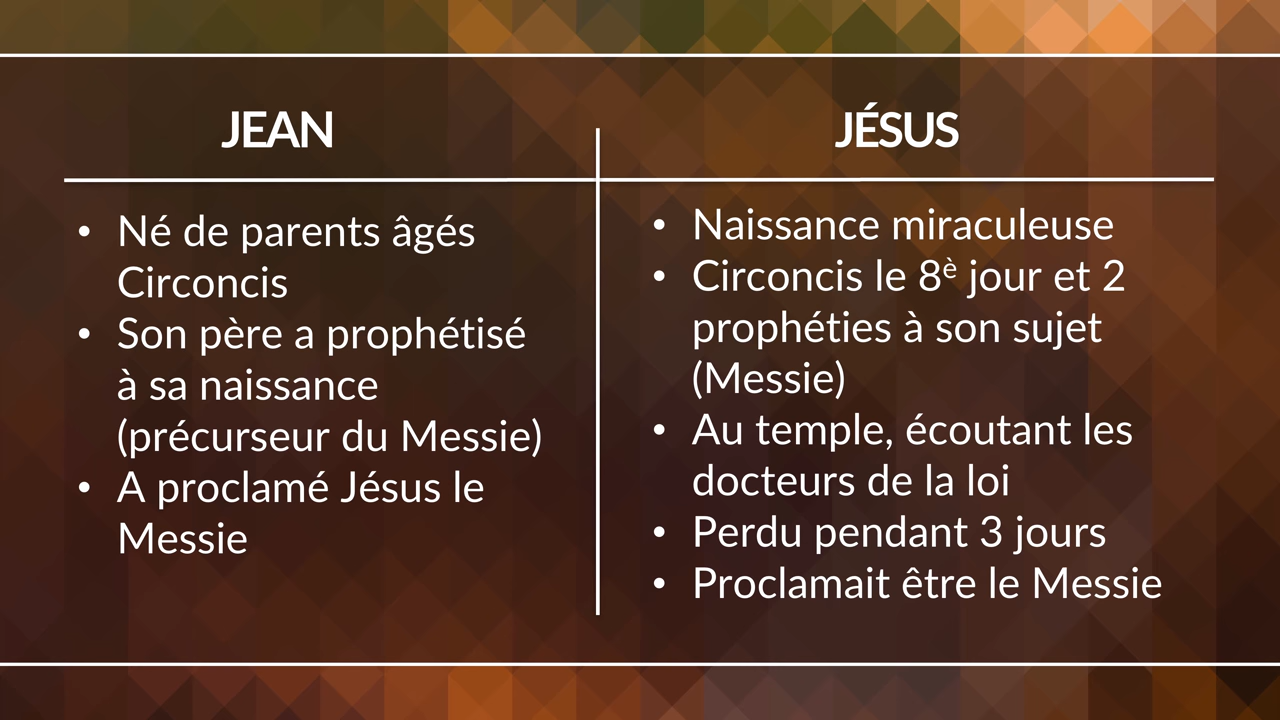 JEAN
• Né de parents âgés
Circoncis
• Son père a prophétisé
à sa naissance
(précurseur du Messie)
• A proclamé Jésus le
Messie
JÉSUS
• Naissance miraculeuse
• Circoncis le 8è jour et 2
prophéties à son sujet
(Messie)
• Au temple, écoutant les
docteurs de la loi
• Perdu pendant 3 jours
• Proclamait être le Messie